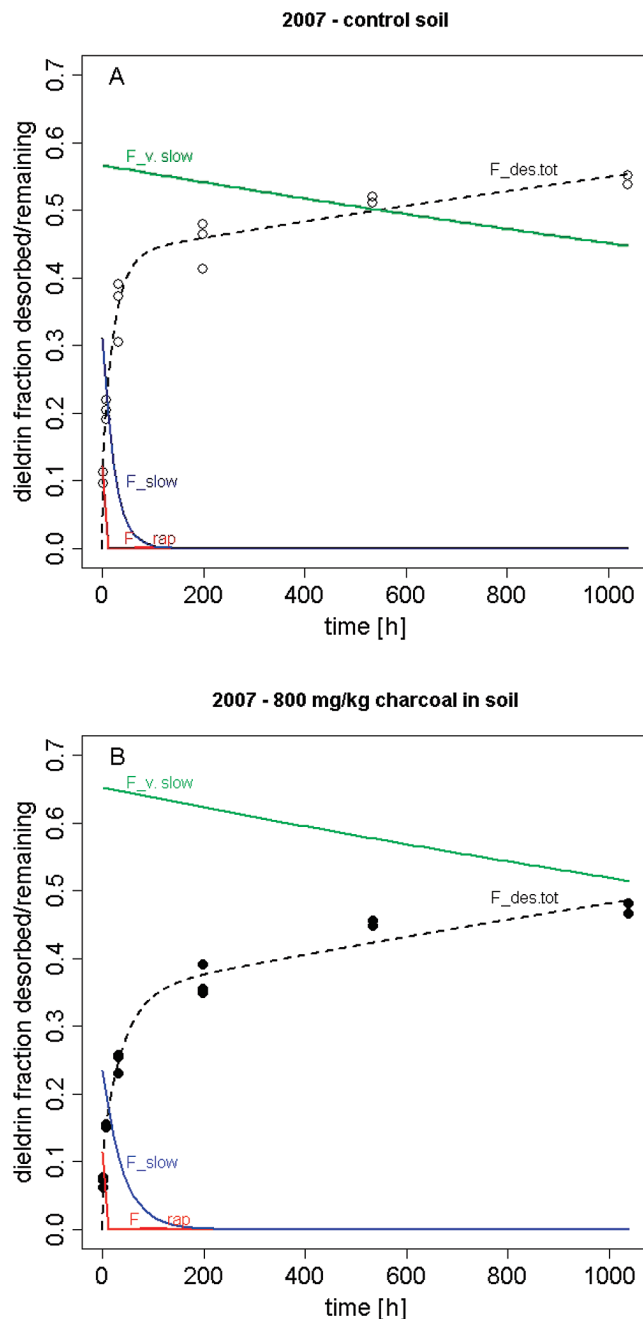 2007 - control soil
A
dieldrin fraction desorbed/remaining
0.7
0.6
0.5
0.4
0.3
0.2
0.1
0.0
F_v. slow
F_des.tot
F_slow
F_rap
0 200 400 600 800 1000
time [h]
2007 - 800 mg/kg charcoal in soil
B
dieldrin fraction desorbed/remaining
0.7
0.6
0.5
0.4
0.3
0.2
0.1
0.0
F_v. slow
F_des.tot
F_slow
F_rap
0 200 400 600 800 1000
time [h]